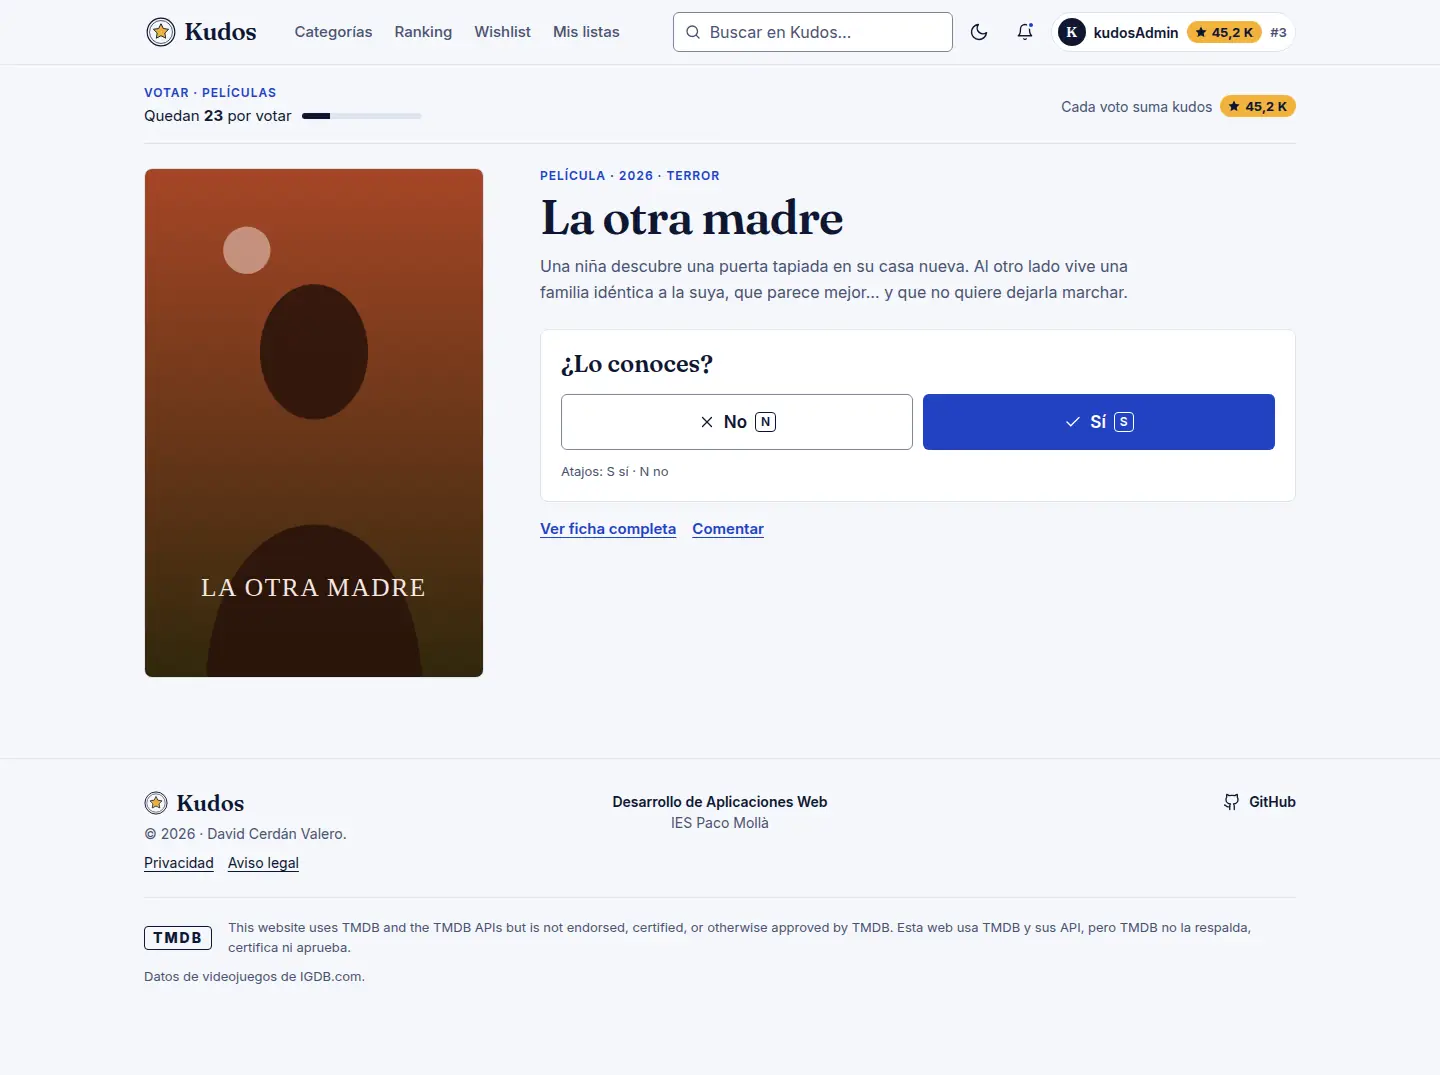 Kudos
Categorías
Ranking
Wishlist
Mis listas
Buscar en Kudos...
K
kudosAdmin
45,2 K
#3
VOTAR · PELÍCULAS
Quedan 23 por votar
Cada voto suma kudos
45,2 K
LA OTRA MADRE
PELÍCULA · 2026 · TERROR
La otra madre
Una niña descubre una puerta tapiada en su casa nueva. Al otro lado vive una
familia idéntica a la suya, que parece mejor... y que no quiere dejarla marchar.
¿Lo conoces?
No N
Sí S
Atajos: S sí · N no
Ver ficha completa
Comentar
Kudos
© 2026 · David Cerdán Valero.
Privacidad
Aviso legal
Desarrollo de Aplicaciones Web
IES Paco Mollà
GitHub
TMDB
This website uses TMDB and the TMDB APIs but is not endorsed, certified, or otherwise approved by TMDB. Esta web usa TMDB y sus API, pero TMDB no la respalda,
certifica ni aprueba.
Datos de videojuegos de IGDB.com.